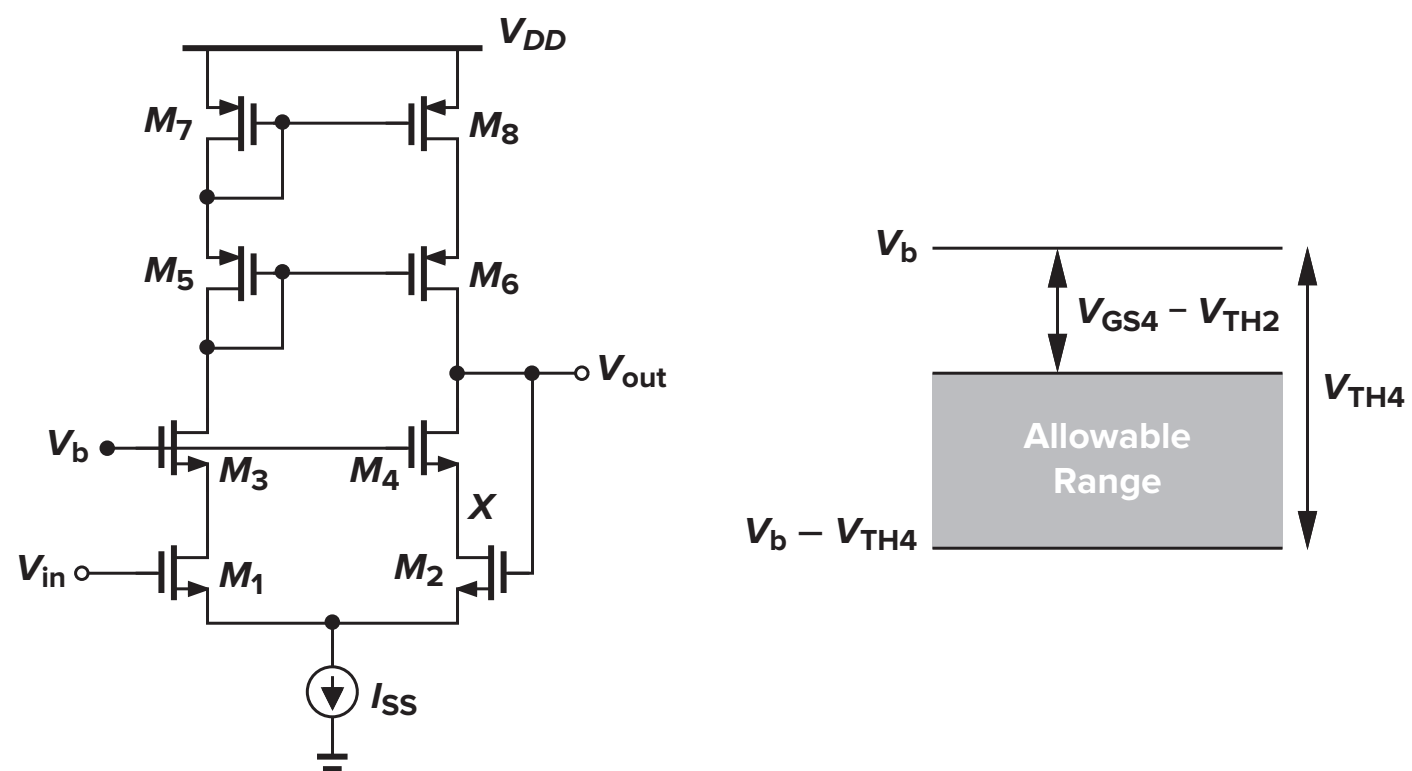 VDD
M7
M8
M5
M6
Vout
Vb
M3
M4
X
Vin
M1
M2
ISS
Vb
VGS4 – VTH2
VTH4
Allowable
Range
Vb – VTH4